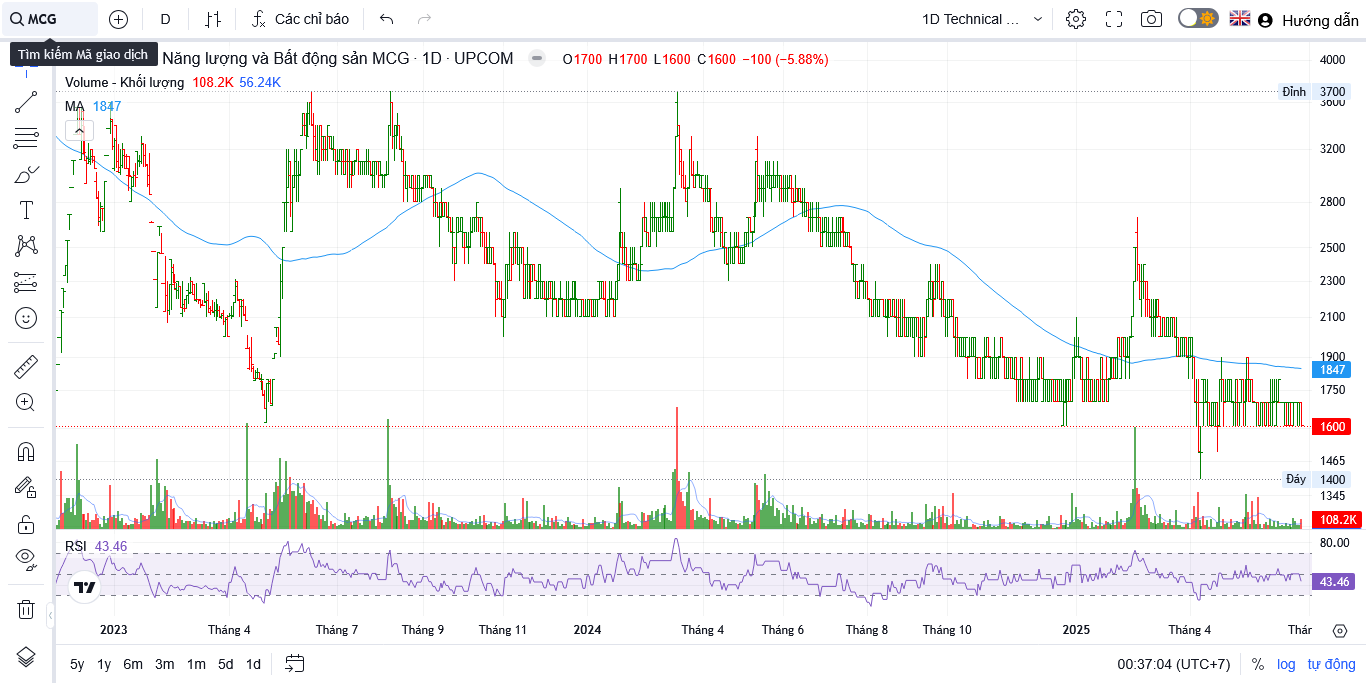 MCG D Các chỉ báo 1D Technical ... Hướng dẫn
Tìm kiếm Mã giao dịch
Năng lượng và Bất động sản MCG · 1D · UPCOM O1700 H1700 L1600 C1600 −100 (−5.88%)
Volume - Khối lượng 108.2K 56.24K
MA 1847
4000
Đỉnh 3700
3600
3200
2800
2500
2300
2100
1900
1847
1750
1600
1465
Đáy 1400
1345
108.2K
RSI 43.46
80.00
43.46
2023 Tháng 4 Tháng 7 Tháng 9 Tháng 11 2024 Tháng 4 Tháng 6 Tháng 8 Tháng 10 2025 Tháng 4 Thár
5y 1y 6m 3m 1m 5d 1d 00:37:04 (UTC+7) % log tự động